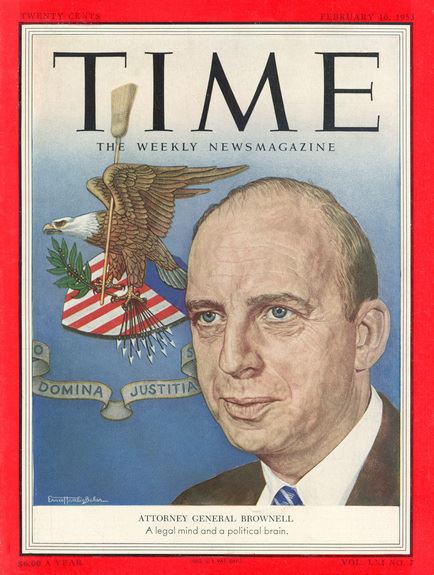 TWENTY CENTS
FEBRUARY 16, 1953
TIME
THE WEEKLY NEWSMAGAZINE
DOMINA JUSTITIA
ATTORNEY GENERAL BROWNELL
A legal mind and a political brain.
$6.00 A YEAR
VOL. LXI NO. 7